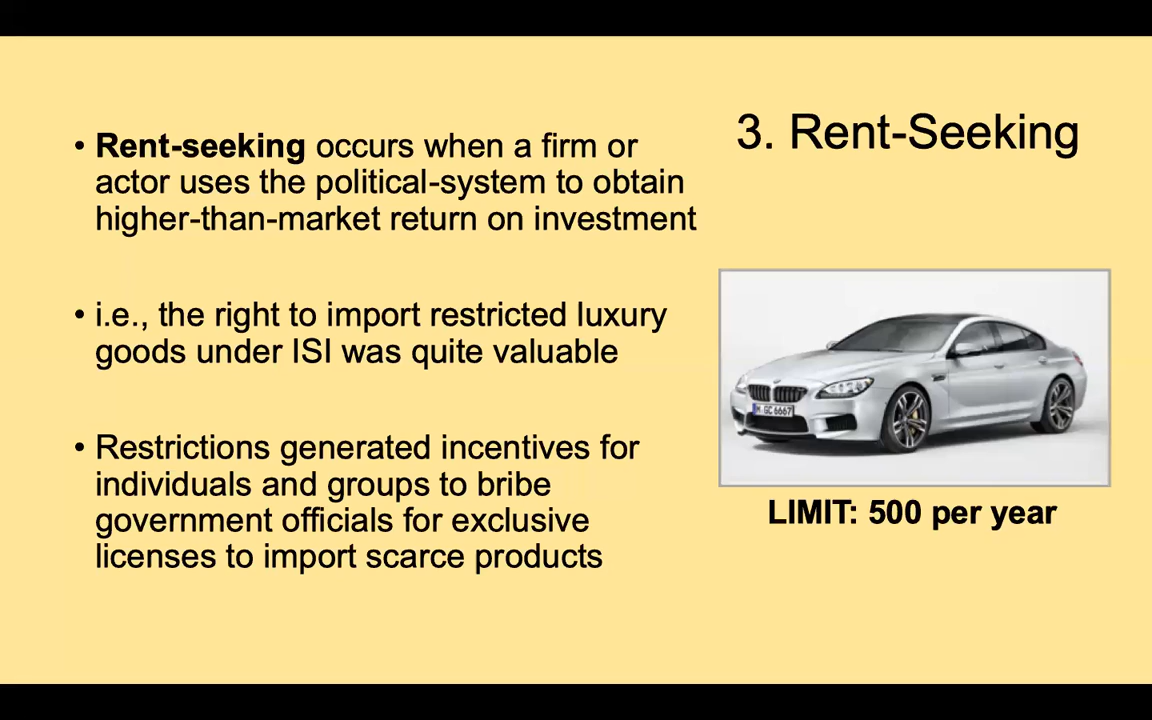 3. Rent-Seeking
• Rent-seeking occurs when a firm or
actor uses the political-system to obtain
higher-than-market return on investment
• i.e., the right to import restricted luxury
goods under ISI was quite valuable
• Restrictions generated incentives for
individuals and groups to bribe
government officials for exclusive
licenses to import scarce products
M·GC 6667
LIMIT: 500 per year